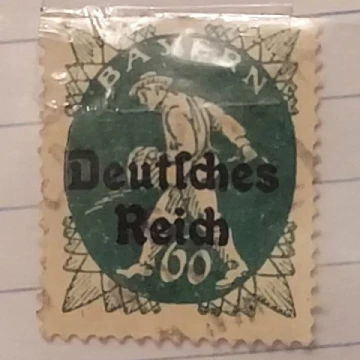 BAYERN
Deutſches
Reich
60